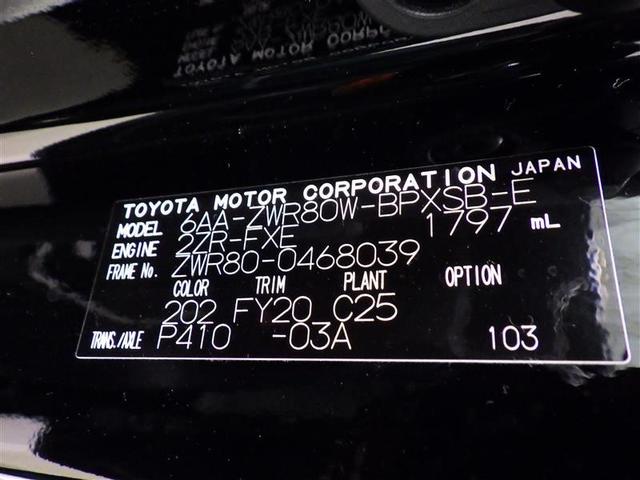 TOYOTA MOTOR CORPORATION JAPAN
MODEL 6AA-ZWR80W-BPXSB-E
ENGINE 2ZR-FXE 1797 mL
FRAME No. ZWR80-0468039
COLOR TRIM PLANT OPTION
202 FY20 C25
TRANS./AXLE P410 -03A 103